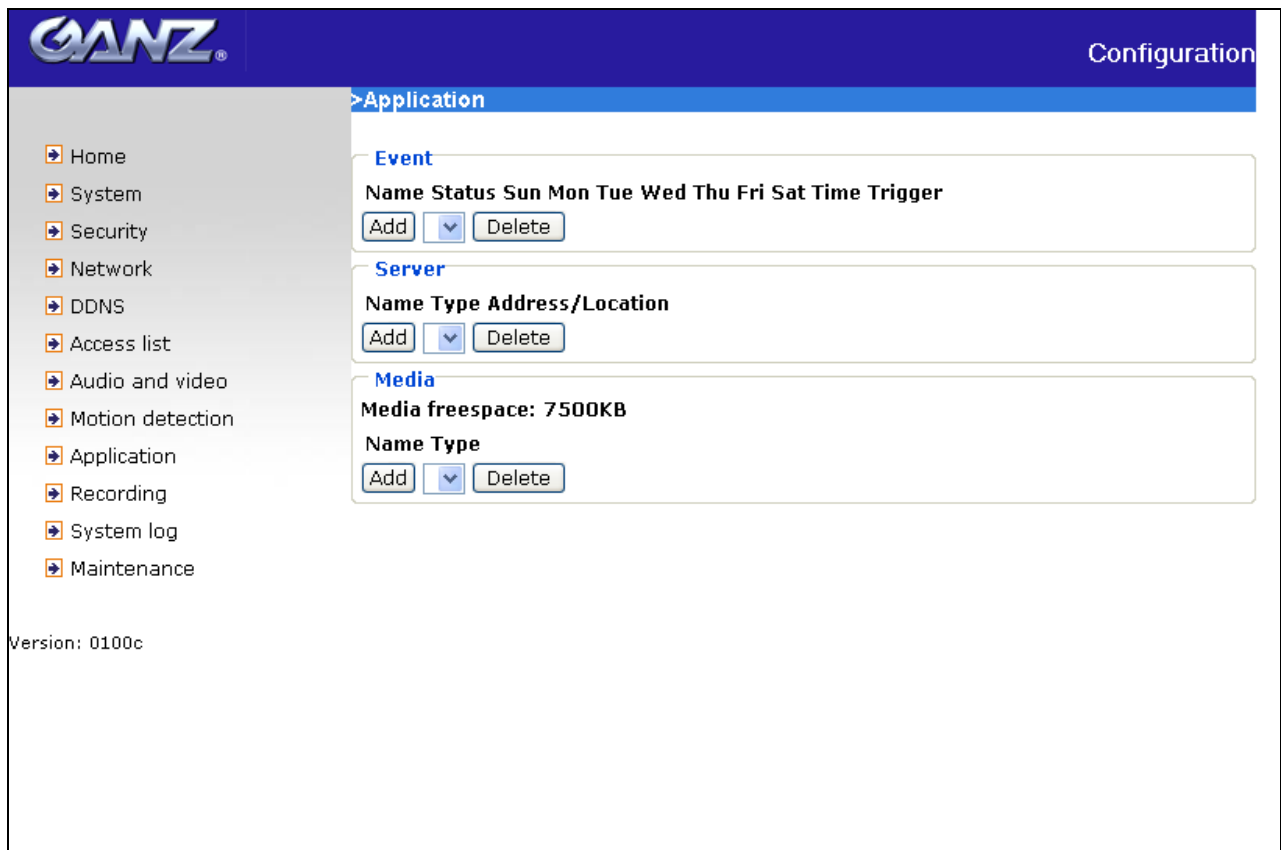 GANZ®
Configuration
>Application
Home
System
Security
Network
DDNS
Access list
Audio and video
Motion detection
Application
Recording
System log
Maintenance
Version: 0100c
Event
Name Status Sun Mon Tue Wed Thu Fri Sat Time Trigger
Add Delete
Server
Name Type Address/Location
Add Delete
Media
Media freespace: 7500KB
Name Type
Add Delete